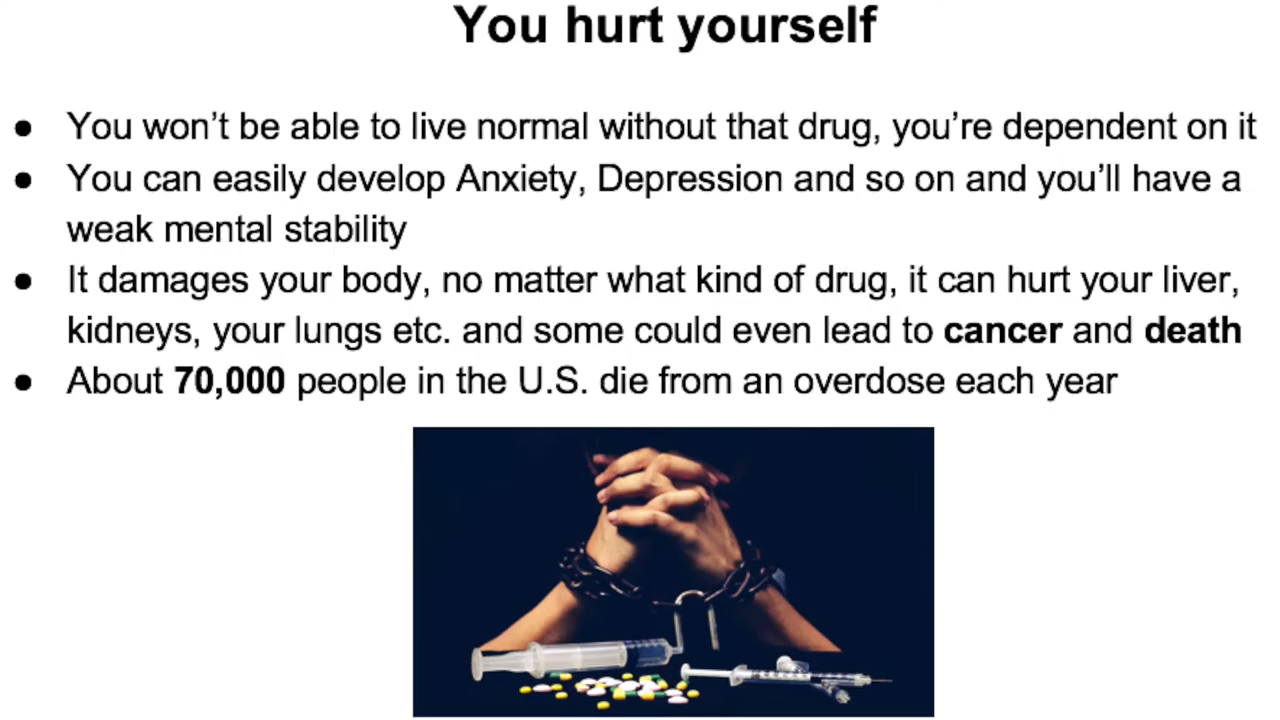 You hurt yourself
● You won’t be able to live normal without that drug, you’re dependent on it
● You can easily develop Anxiety, Depression and so on and you’ll have a
weak mental stability
● It damages your body, no matter what kind of drug, it can hurt your liver,
kidneys, your lungs etc. and some could even lead to cancer and death
● About 70,000 people in the U.S. die from an overdose each year